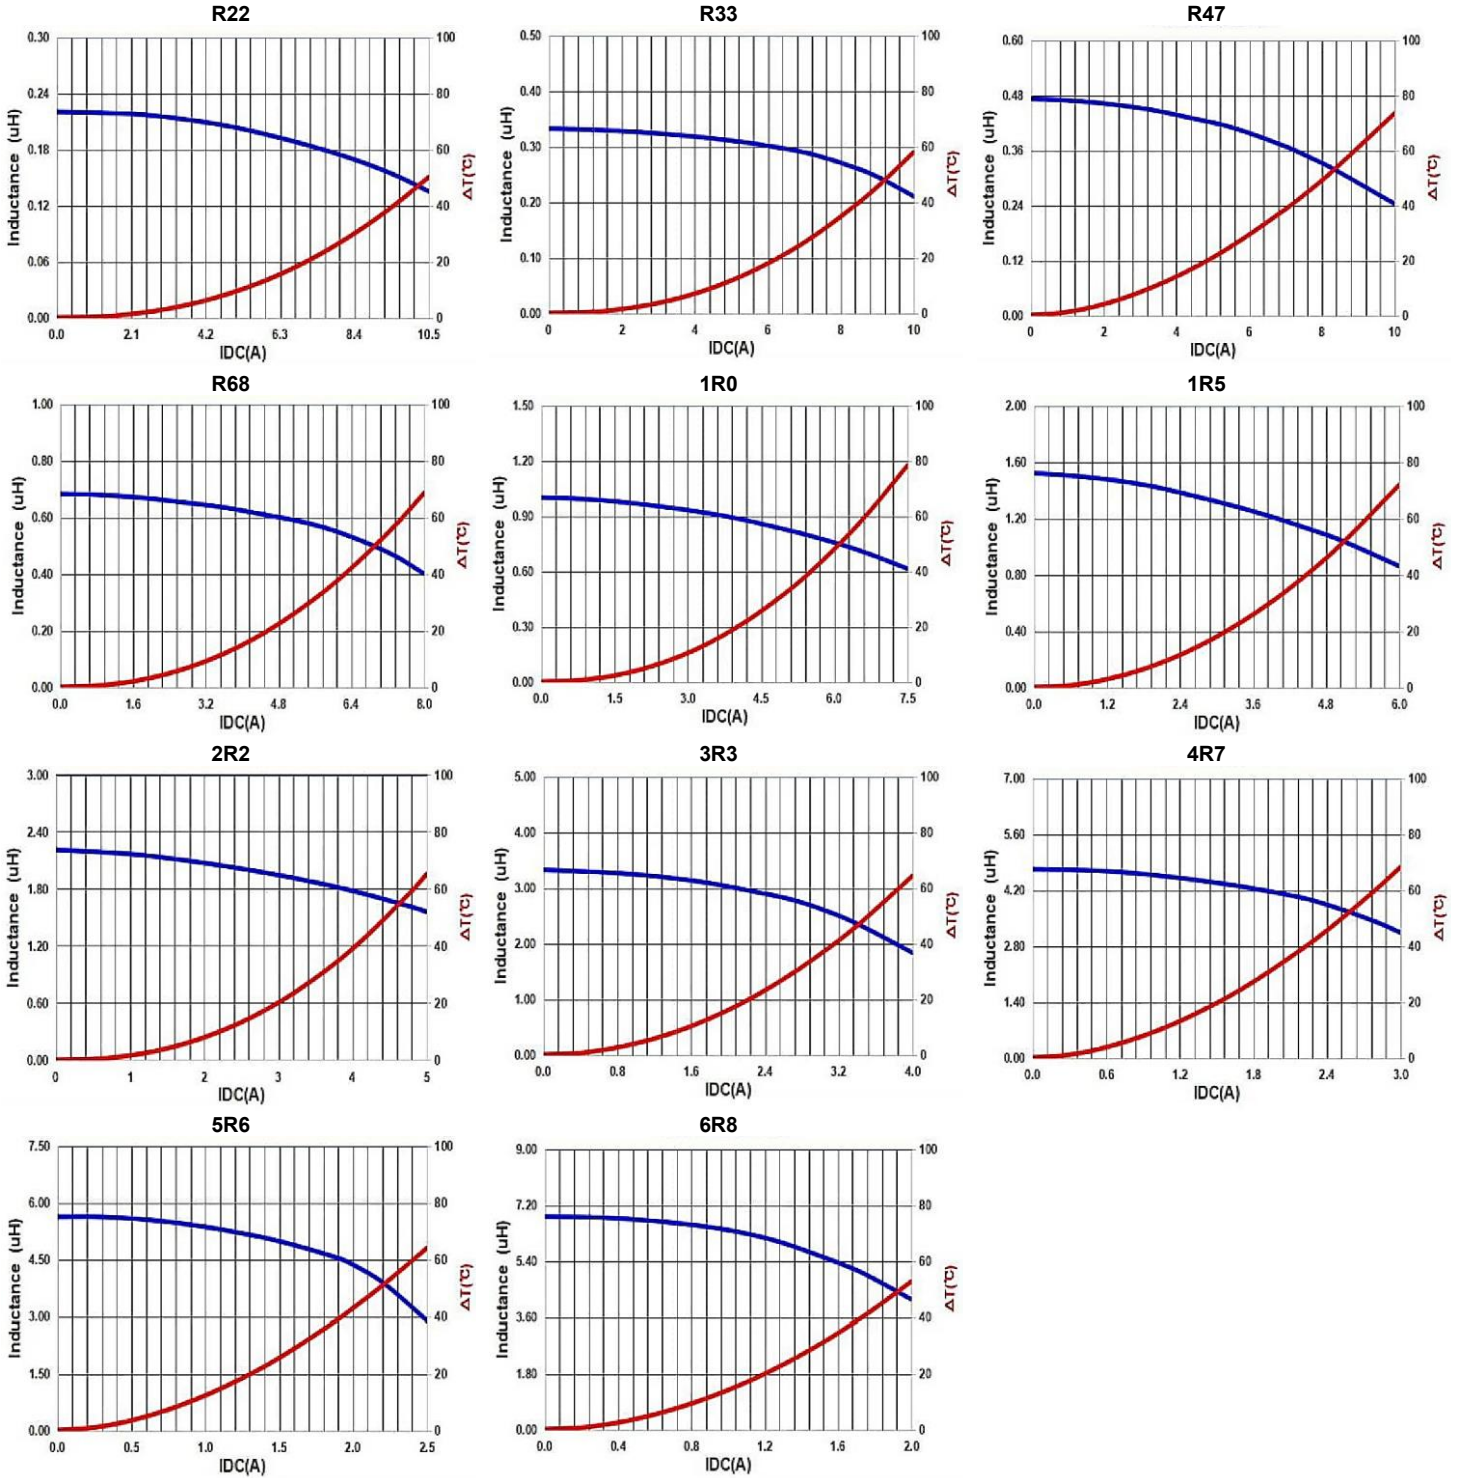 R22
0.30
0.24
0.18
0.12
0.06
0.00
Inductance (uH)
100
80
60
40
20
0
△T(℃)
0.0 2.1 4.2 6.3 8.4 10.5
IDC(A)
R33
0.50
0.40
0.30
0.20
0.10
0.00
Inductance (uH)
100
80
60
40
20
0
△T(℃)
0 2 4 6 8 10
IDC(A)
R47
0.60
0.48
0.36
0.24
0.12
0.00
Inductance (uH)
100
80
60
40
20
0
△T(℃)
0 2 4 6 8 10
IDC(A)
R68
1.00
0.80
0.60
0.40
0.20
0.00
Inductance (uH)
100
80
60
40
20
0
△T(℃)
0.0 1.6 3.2 4.8 6.4 8.0
IDC(A)
1R0
1.50
1.20
0.90
0.60
0.30
0.00
Inductance (uH)
100
80
60
40
20
0
△T(℃)
0.0 1.5 3.0 4.5 6.0 7.5
IDC(A)
1R5
2.00
1.60
1.20
0.80
0.40
0.00
Inductance (uH)
100
80
60
40
20
0
△T(℃)
0.0 1.2 2.4 3.6 4.8 6.0
IDC(A)
2R2
3.00
2.40
1.80
1.20
0.60
0.00
Inductance (uH)
100
80
60
40
20
0
△T(℃)
0 1 2 3 4 5
IDC(A)
3R3
5.00
4.00
3.00
2.00
1.00
0.00
Inductance (uH)
100
80
60
40
20
0
△T(℃)
0.0 0.8 1.6 2.4 3.2 4.0
IDC(A)
4R7
7.00
5.60
4.20
2.80
1.40
0.00
Inductance (uH)
100
80
60
40
20
0
△T(℃)
0.0 0.6 1.2 1.8 2.4 3.0
IDC(A)
5R6
7.50
6.00
4.50
3.00
1.50
0.00
Inductance (uH)
100
80
60
40
20
0
△T(℃)
0.0 0.5 1.0 1.5 2.0 2.5
IDC(A)
6R8
9.00
7.20
5.40
3.60
1.80
0.00
Inductance (uH)
100
80
60
40
20
0
△T(℃)
0.0 0.4 0.8 1.2 1.6 2.0
IDC(A)